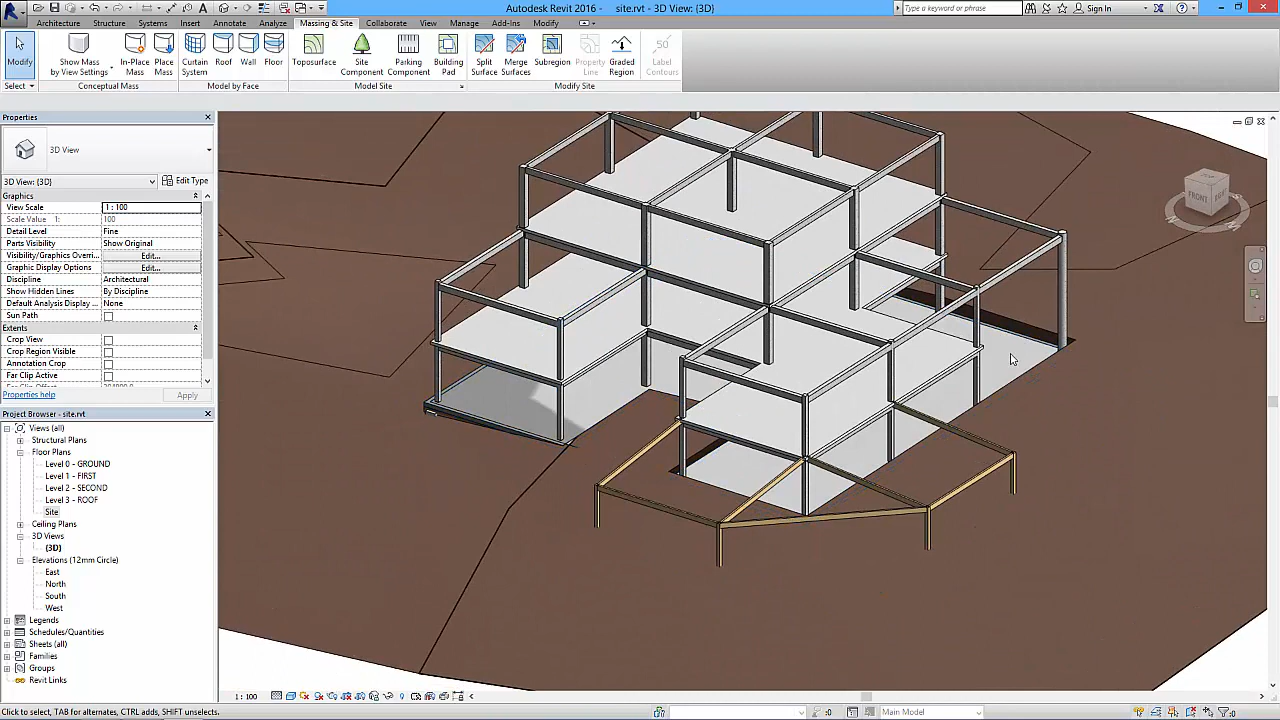 Autodesk Revit 2016 - site.rvt - 3D View: {3D}
Type a keyword or phrase
Sign In
Architecture Structure Systems Insert Annotate Analyze Massing & Site Collaborate View Manage Add-Ins Modify
Modify
Show Mass
by View Settings
In-Place
Mass
Place
Mass
Curtain
System
Roof
Wall
Floor
Toposurface
Site
Component
Parking
Component
Building
Pad
Split
Surface
Merge
Surfaces
Subregion
Property
Line
Graded
Region
50
Label
Contours
Select
Conceptual Mass
Model by Face
Model Site
Modify Site
Properties
3D View
3D View: {3D}
Edit Type
Graphics
View Scale 1 : 100
Scale Value 1: 100
Detail Level Fine
Parts Visibility Show Original
Visibility/Graphics Overri... Edit...
Graphic Display Options Edit...
Discipline Architectural
Show Hidden Lines By Discipline
Default Analysis Display ... None
Sun Path
Extents
Crop View
Crop Region Visible
Annotation Crop
Far Clip Active
Properties help
Apply
Project Browser - site.rvt
Views (all)
Structural Plans
Floor Plans
Level 0 - GROUND
Level 1 - FIRST
Level 2 - SECOND
Level 3 - ROOF
Site
Ceiling Plans
3D Views
{3D}
Elevations (12mm Circle)
East
North
South
West
Legends
Schedules/Quantities
Sheets (all)
Families
Groups
Revit Links
FRONT
1 : 100
Click to select, TAB for alternates, CTRL adds, SHIFT unselects.
:0
Main Model
:0